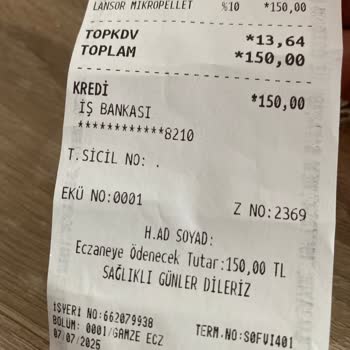 LANSOR MIKROPELLET %10 *150,00
TOPKDV *13,64
TOPLAM *150,00
KREDİ *150,00
İŞ BANKASI
************8210
T.SİCİL NO: .
EKÜ NO:0001 Z NO:2369
H.AD SOYAD:
Eczaneye Ödenecek Tutar:150,00 TL
SAĞLIKLI GÜNLER DİLERİZ
İŞYERİ NO:662079938
BÖLÜM: 0001/GAMZE ECZ TERM.NO:S0FVI401
07/07/2025